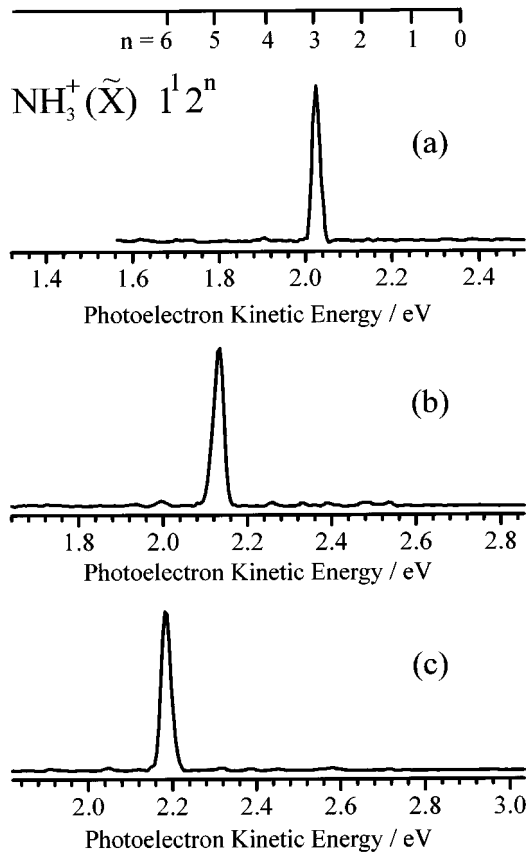 n = 6 5 4 3 2 1 0
NH₃⁺(X̃) 1¹2ⁿ
(a)
1.4 1.6 1.8 2.0 2.2 2.4
Photoelectron Kinetic Energy / eV
(b)
1.8 2.0 2.2 2.4 2.6 2.8
Photoelectron Kinetic Energy / eV
(c)
2.0 2.2 2.4 2.6 2.8 3.0
Photoelectron Kinetic Energy / eV